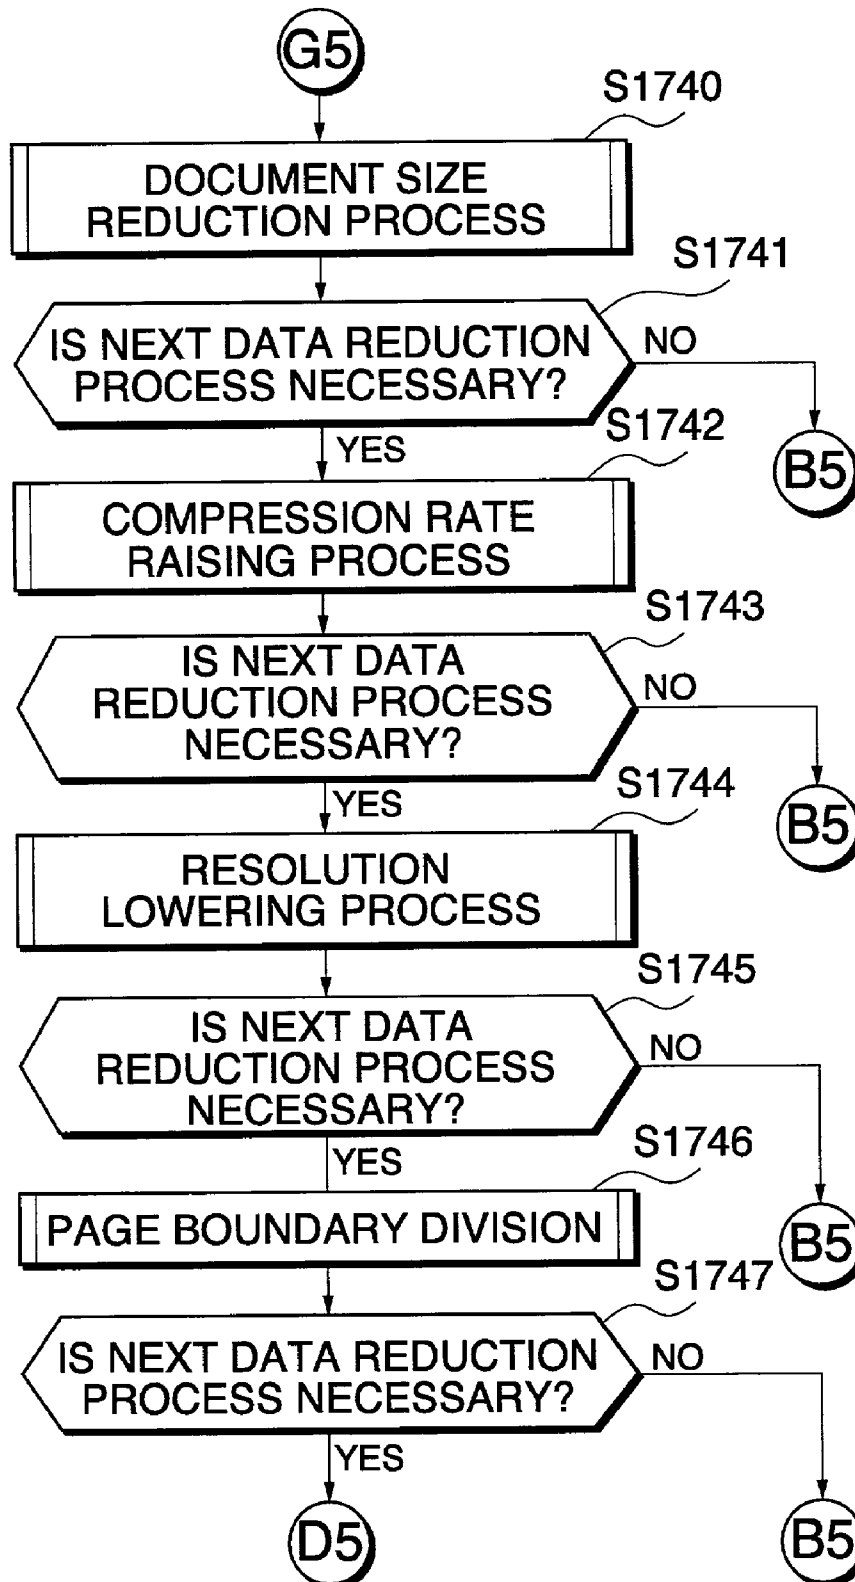 G5
S1740
DOCUMENT SIZE
REDUCTION PROCESS
S1741
IS NEXT DATA REDUCTION
PROCESS NECESSARY?
NO
B5
YES
S1742
COMPRESSION RATE
RAISING PROCESS
S1743
IS NEXT DATA
REDUCTION PROCESS
NECESSARY?
NO
B5
YES
S1744
RESOLUTION
LOWERING PROCESS
S1745
IS NEXT DATA
REDUCTION PROCESS
NECESSARY?
NO
B5
YES
S1746
PAGE BOUNDARY DIVISION
S1747
IS NEXT DATA REDUCTION
PROCESS NECESSARY?
NO
B5
YES
D5